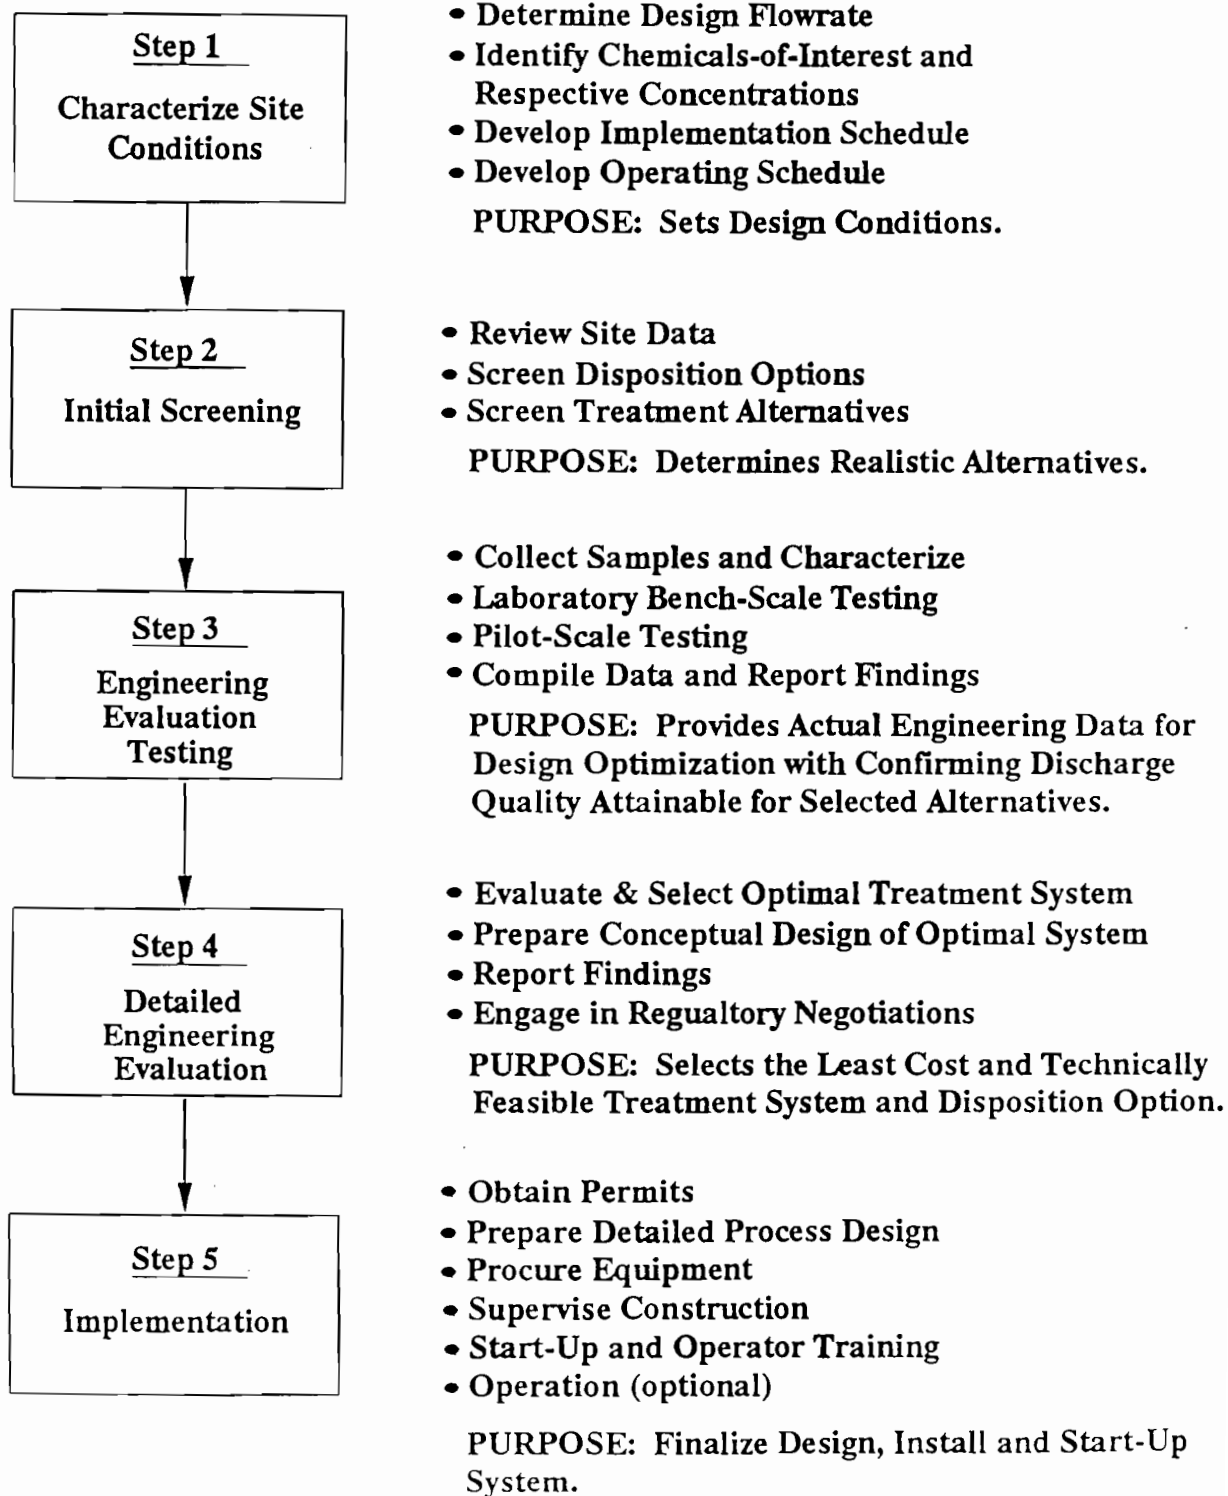 Step 1
Characterize Site
Conditions
• Determine Design Flowrate
• Identify Chemicals-of-Interest and
Respective Concentrations
• Develop Implementation Schedule
• Develop Operating Schedule
PURPOSE: Sets Design Conditions.
Step 2
Initial Screening
• Review Site Data
• Screen Disposition Options
• Screen Treatment Alternatives
PURPOSE: Determines Realistic Alternatives.
Step 3
Engineering
Evaluation
Testing
• Collect Samples and Characterize
• Laboratory Bench-Scale Testing
• Pilot-Scale Testing
• Compile Data and Report Findings
PURPOSE: Provides Actual Engineering Data for
Design Optimization with Confirming Discharge
Quality Attainable for Selected Alternatives.
Step 4
Detailed
Engineering
Evaluation
• Evaluate & Select Optimal Treatment System
• Prepare Conceptual Design of Optimal System
• Report Findings
• Engage in Regualtory Negotiations
PURPOSE: Selects the Least Cost and Technically
Feasible Treatment System and Disposition Option.
Step 5
Implementation
• Obtain Permits
• Prepare Detailed Process Design
• Procure Equipment
• Supervise Construction
• Start-Up and Operator Training
• Operation (optional)
PURPOSE: Finalize Design, Install and Start-Up
System.